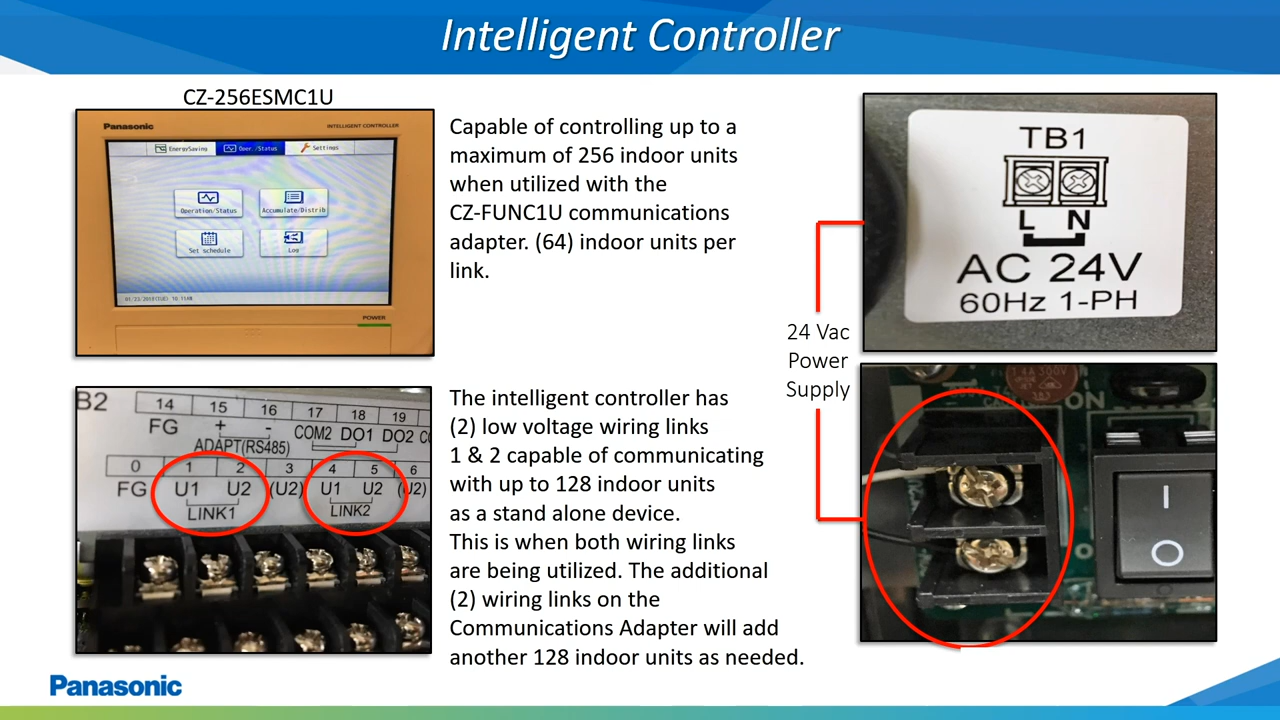 Intelligent Controller
CZ-256ESMC1U
Panasonic
INTELLIGENT CONTROLLER
EnergySaving
Oper./Status
Settings
Operation/Status
Accumulate/Distrib
Set schedule
Log
POWER
Capable of controlling up to a
maximum of 256 indoor units
when utilized with the
CZ-FUNC1U communications
adapter. (64) indoor units per
link.
TB1
L N
AC 24V
60Hz 1-PH
24 Vac
Power
Supply
B2
14 15 16 17 18 19
FG + - COM2 DO1 DO2
ADAPT(RS485)
0 1 2 3 4 5 6
FG U1 U2 (U2) U1 U2 (U2)
LINK1 LINK2
The intelligent controller has
(2) low voltage wiring links
1 & 2 capable of communicating
with up to 128 indoor units
as a stand alone device.
This is when both wiring links
are being utilized. The additional
(2) wiring links on the
Communications Adapter will add
another 128 indoor units as needed.
ON
Panasonic